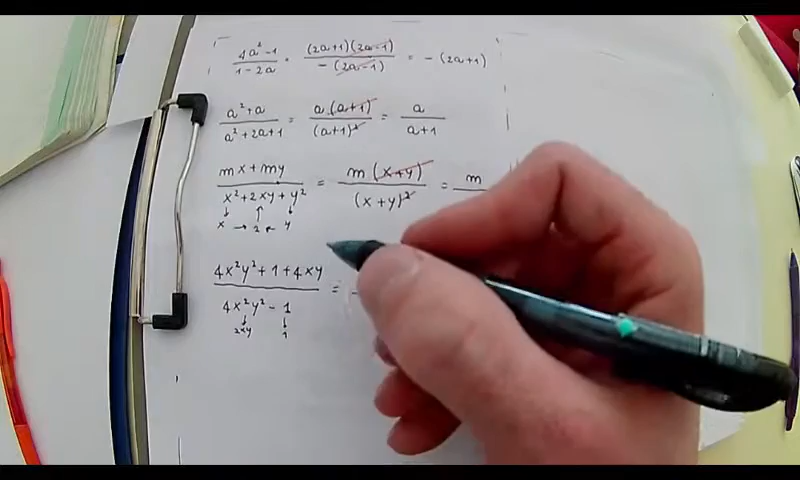 4a² - 1 / 1 - 2a = (2a+1)(2a-1) / -(2a-1) = -(2a+1)
a² + a / a² + 2a + 1 = a(a+1) / (a+1)² = a / a+1
mx + my / x² + 2xy + y² = m(x+y) / (x+y)² = m
x → 2 ← y
4x²y² + 1 + 4xy / 4x²y² - 1 =
2xy 1